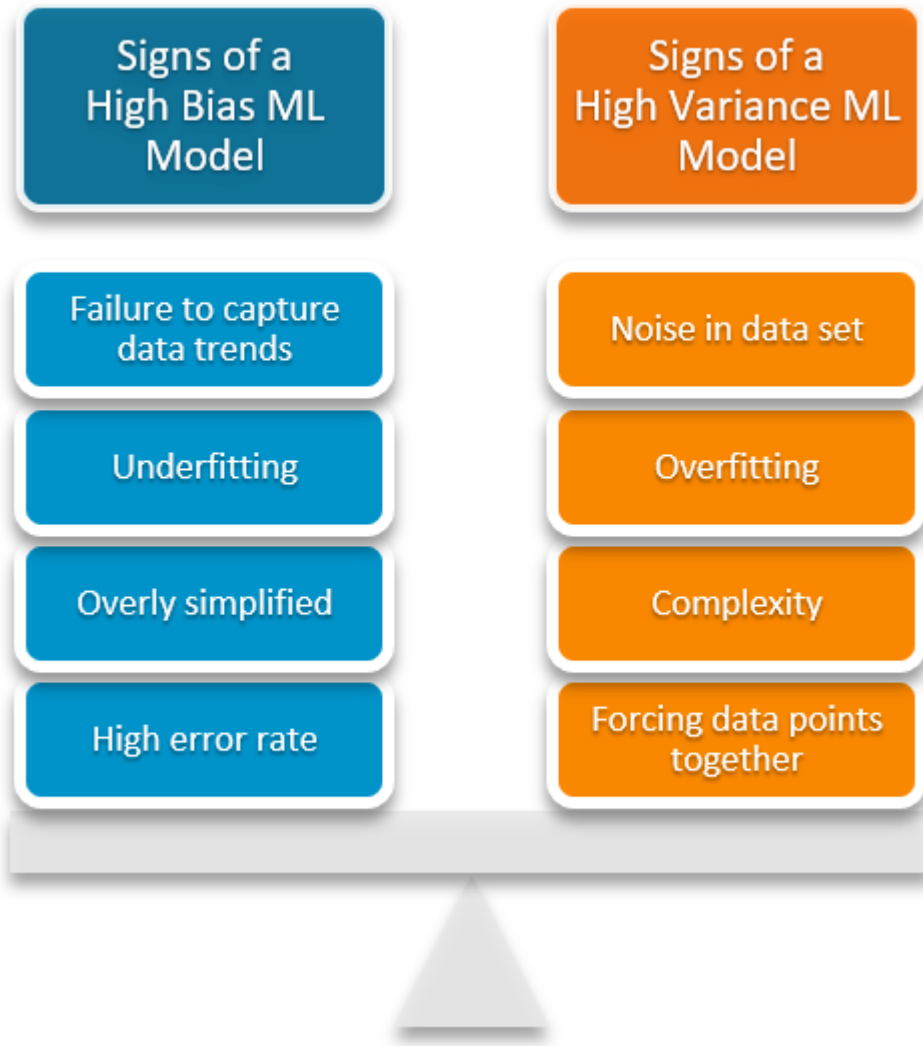 Signs of a
High Bias ML
Model
Failure to capture
data trends
Underfitting
Overly simplified
High error rate
Signs of a
High Variance ML
Model
Noise in data set
Overfitting
Complexity
Forcing data points
together